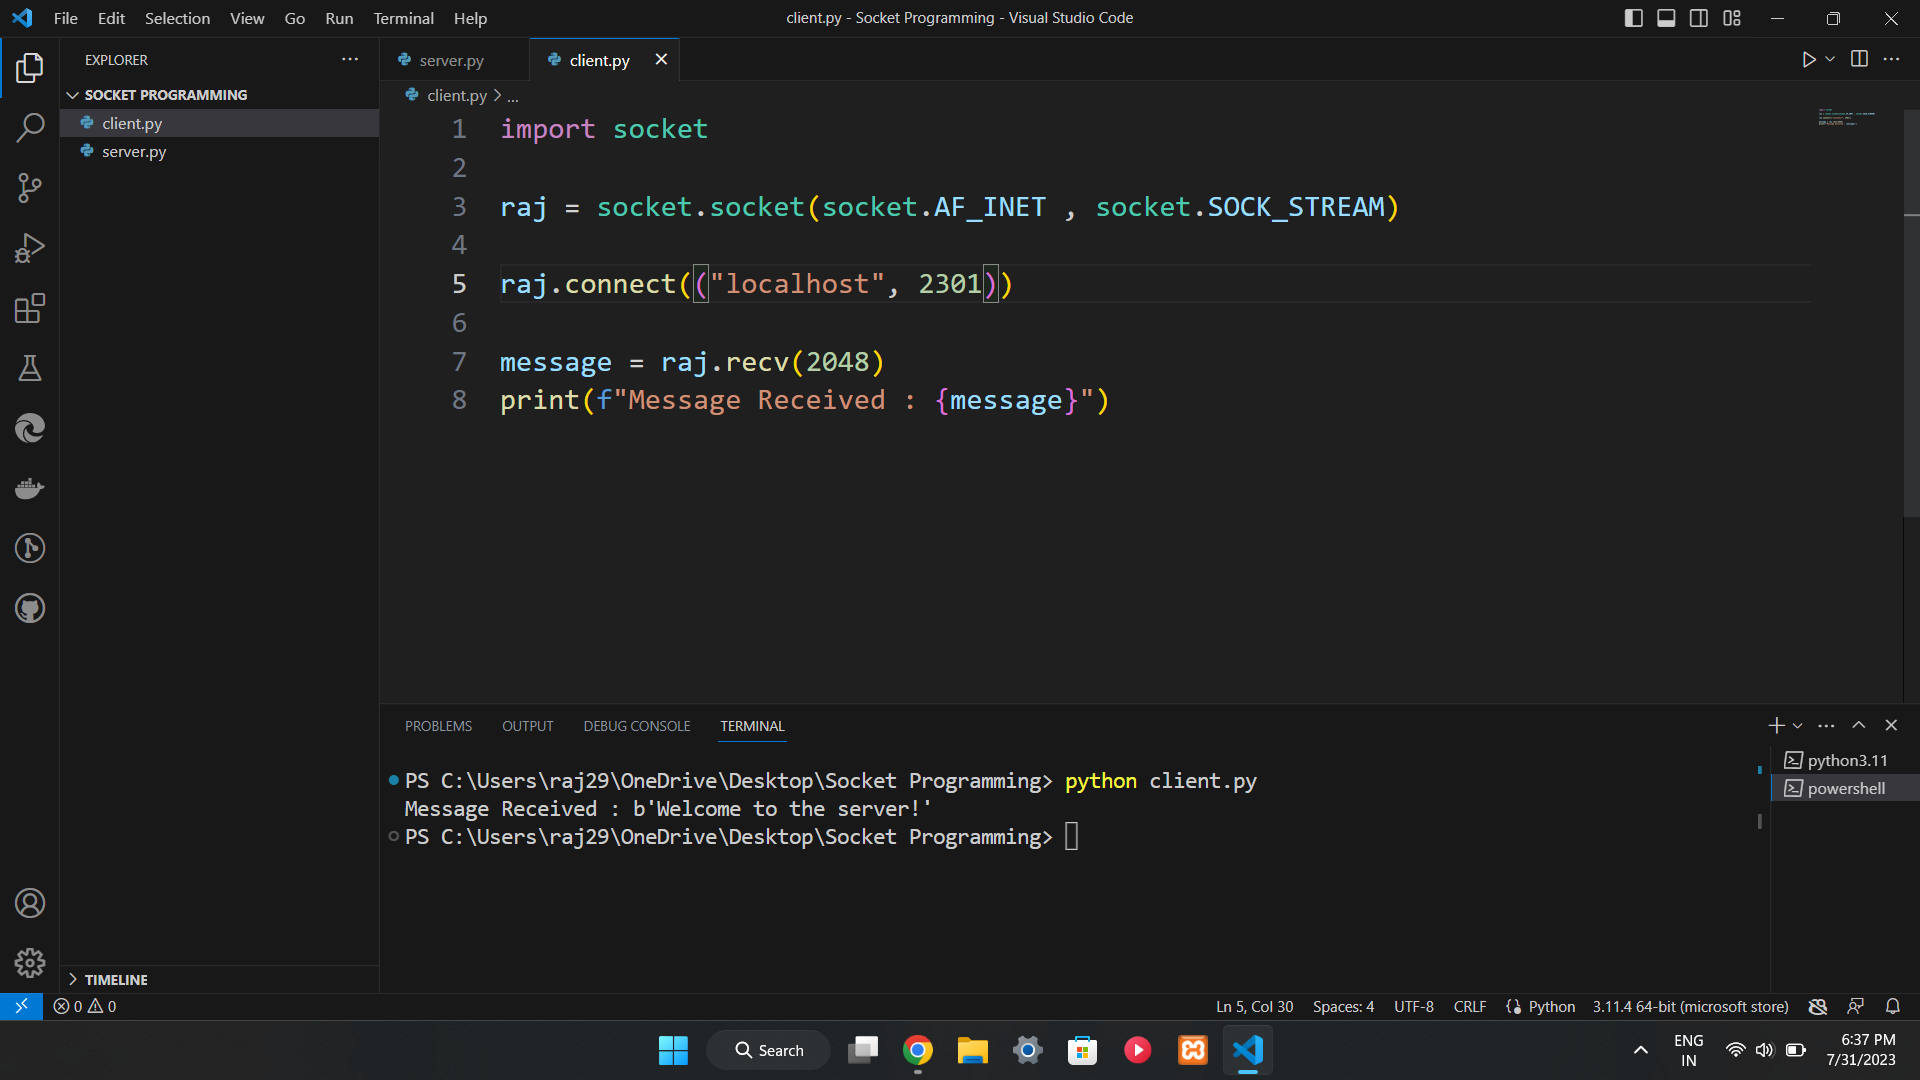 File Edit Selection View Go Run Terminal Help
client.py - Socket Programming - Visual Studio Code
EXPLORER
SOCKET PROGRAMMING
client.py
server.py
TIMELINE
server.py client.py
client.py > ...
1 import socket
2
3 raj = socket.socket(socket.AF_INET , socket.SOCK_STREAM)
4
5 raj.connect(("localhost", 2301))
6
7 message = raj.recv(2048)
8 print(f"Message Received : {message}")
PROBLEMS OUTPUT DEBUG CONSOLE TERMINAL
PS C:\Users\raj29\OneDrive\Desktop\Socket Programming> python client.py
Message Received : b'Welcome to the server!'
PS C:\Users\raj29\OneDrive\Desktop\Socket Programming>
python3.11
powershell
0 0
Ln 5, Col 30 Spaces: 4 UTF-8 CRLF Python 3.11.4 64-bit (microsoft store)
Search
ENG
IN
6:37 PM
7/31/2023